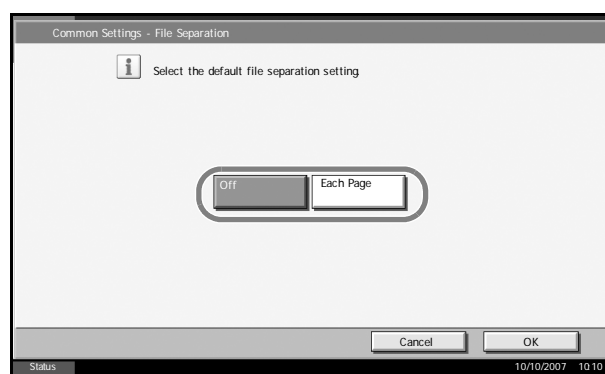 Common Settings - File Separation
i
Select the default file separation setting.
Off
Each Page
Cancel
OK
Status
10/10/2007 10:10